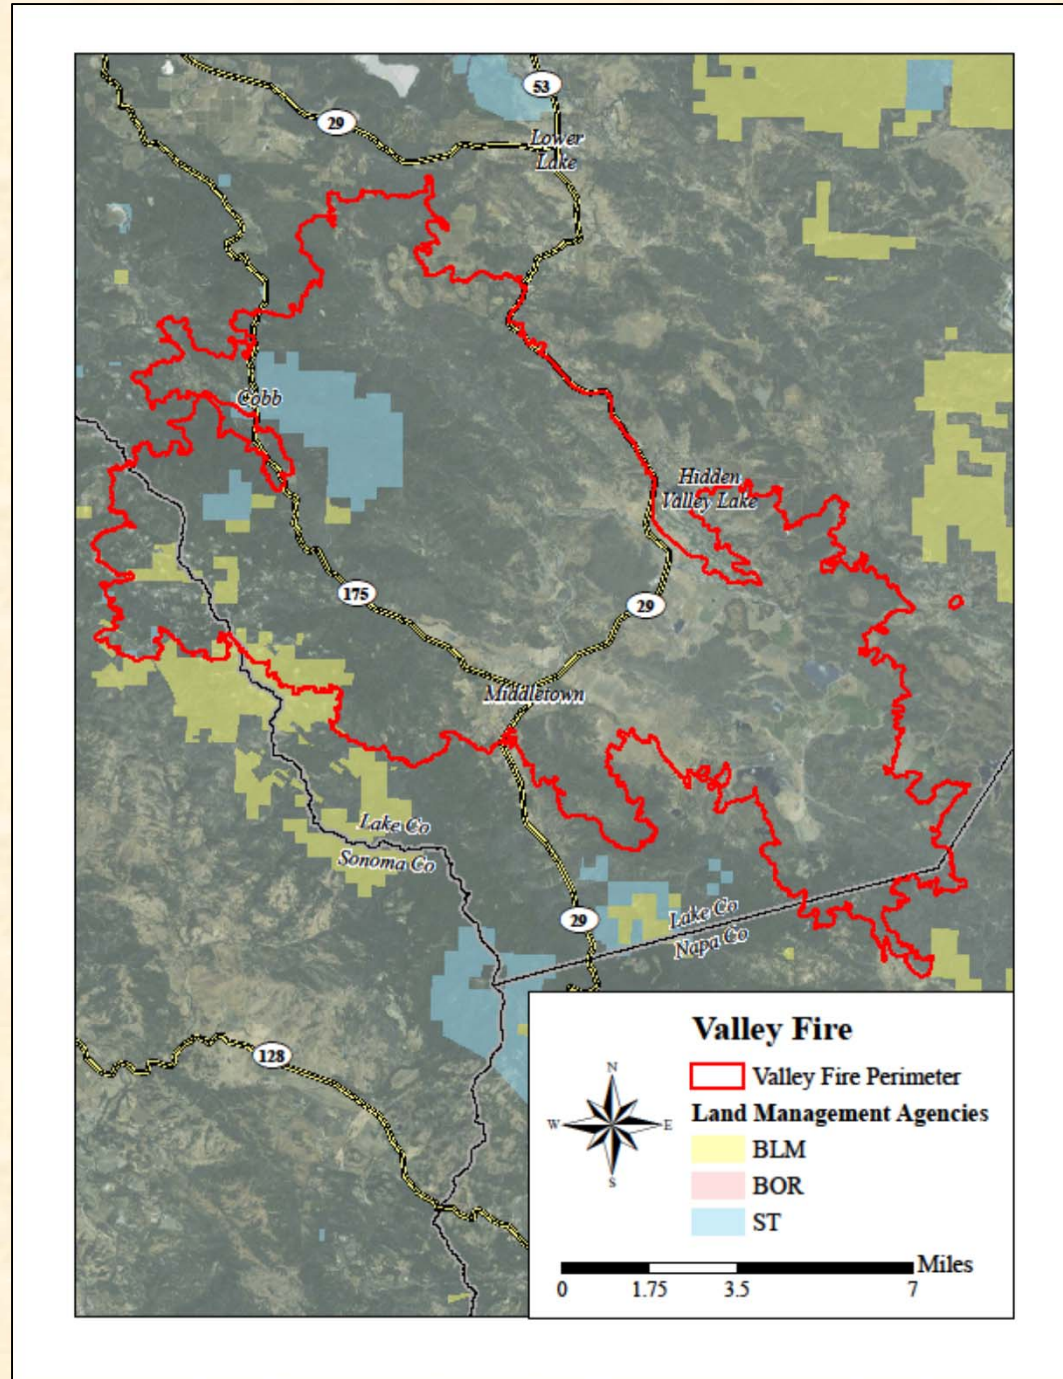 53
29
Lower
Lake
Cobb
Hidden
Valley Lake
175
29
Middletown
Lake Co
Sonoma Co
29
Lake Co
Napa Co
128
Valley Fire
N
W
E
S
Valley Fire Perimeter
Land Management Agencies
BLM
BOR
ST
Miles
0 1.75 3.5 7